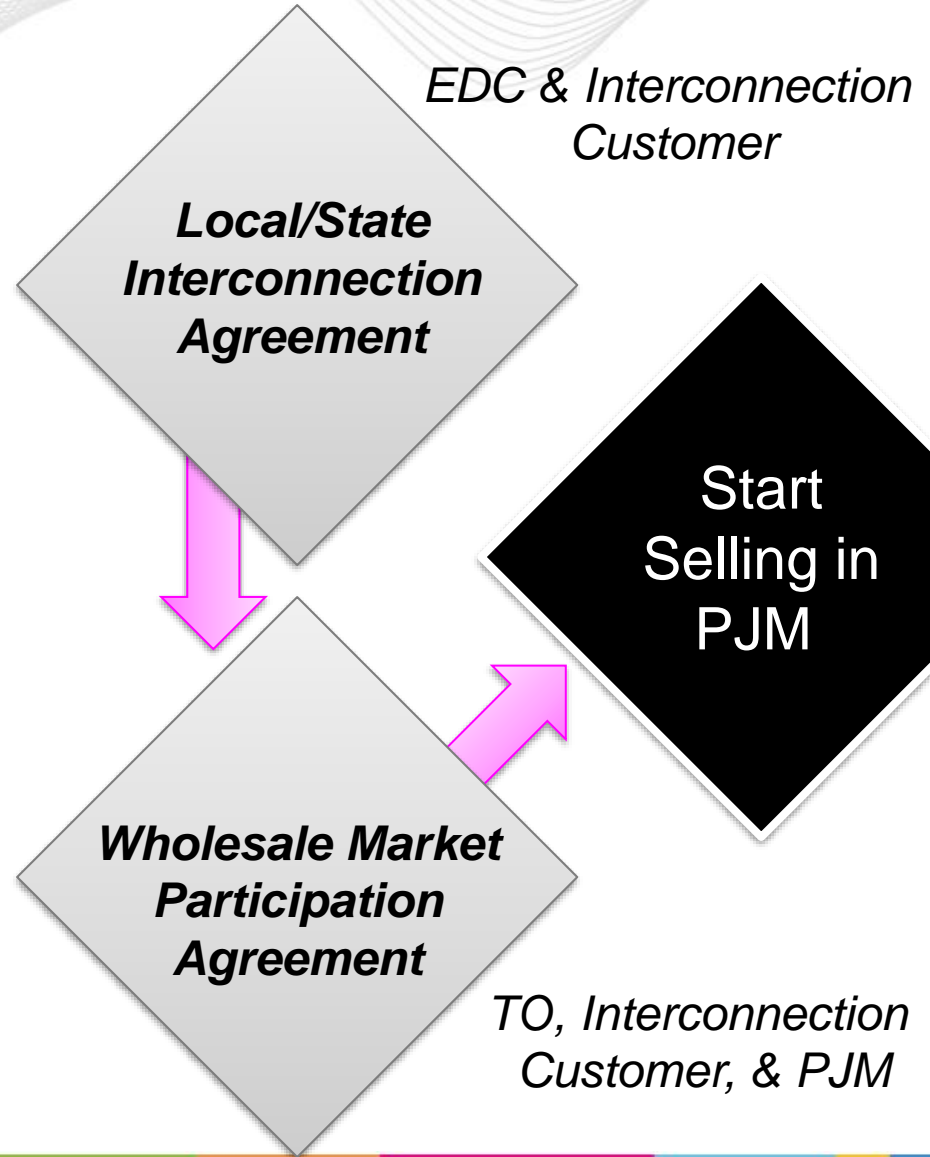 EDC & Interconnection
Customer
Local/State
Interconnection
Agreement
Start
Selling in
PJM
Wholesale Market
Participation
Agreement
TO, Interconnection
Customer, & PJM